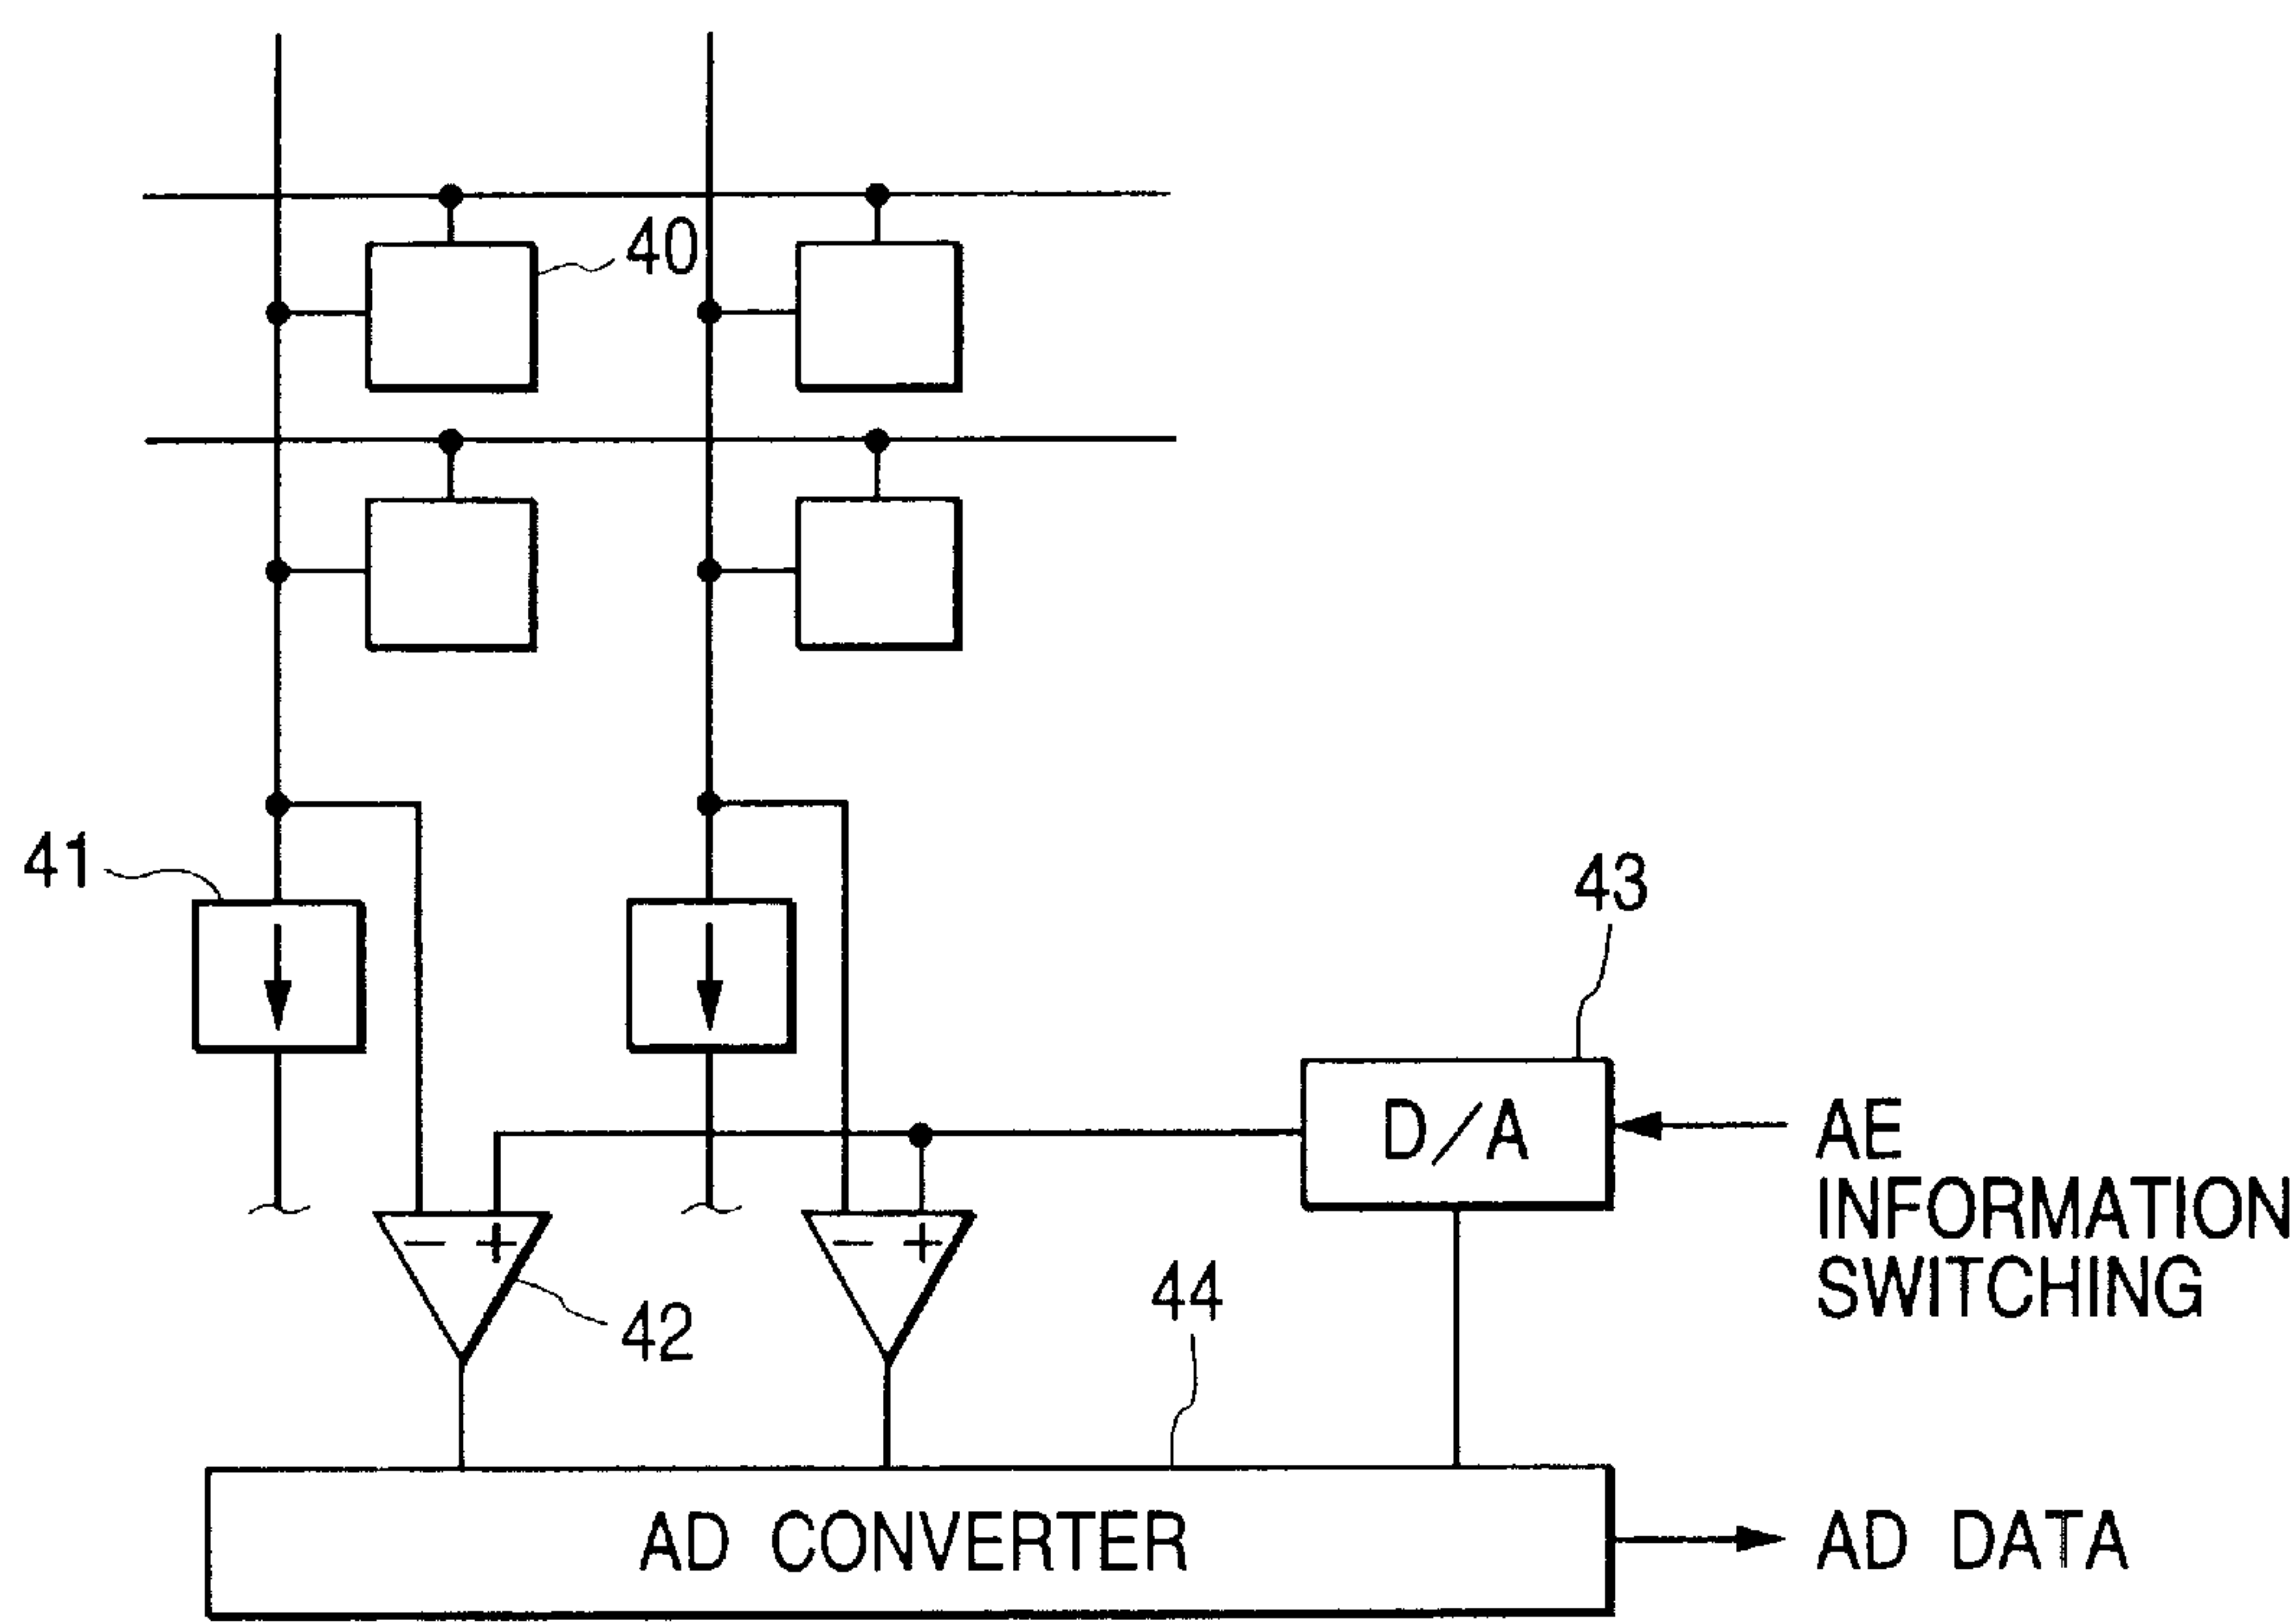 40
41
43
D/A
AE
INFORMATION
SWITCHING
− +
− +
42
44
AD CONVERTER
AD DATA